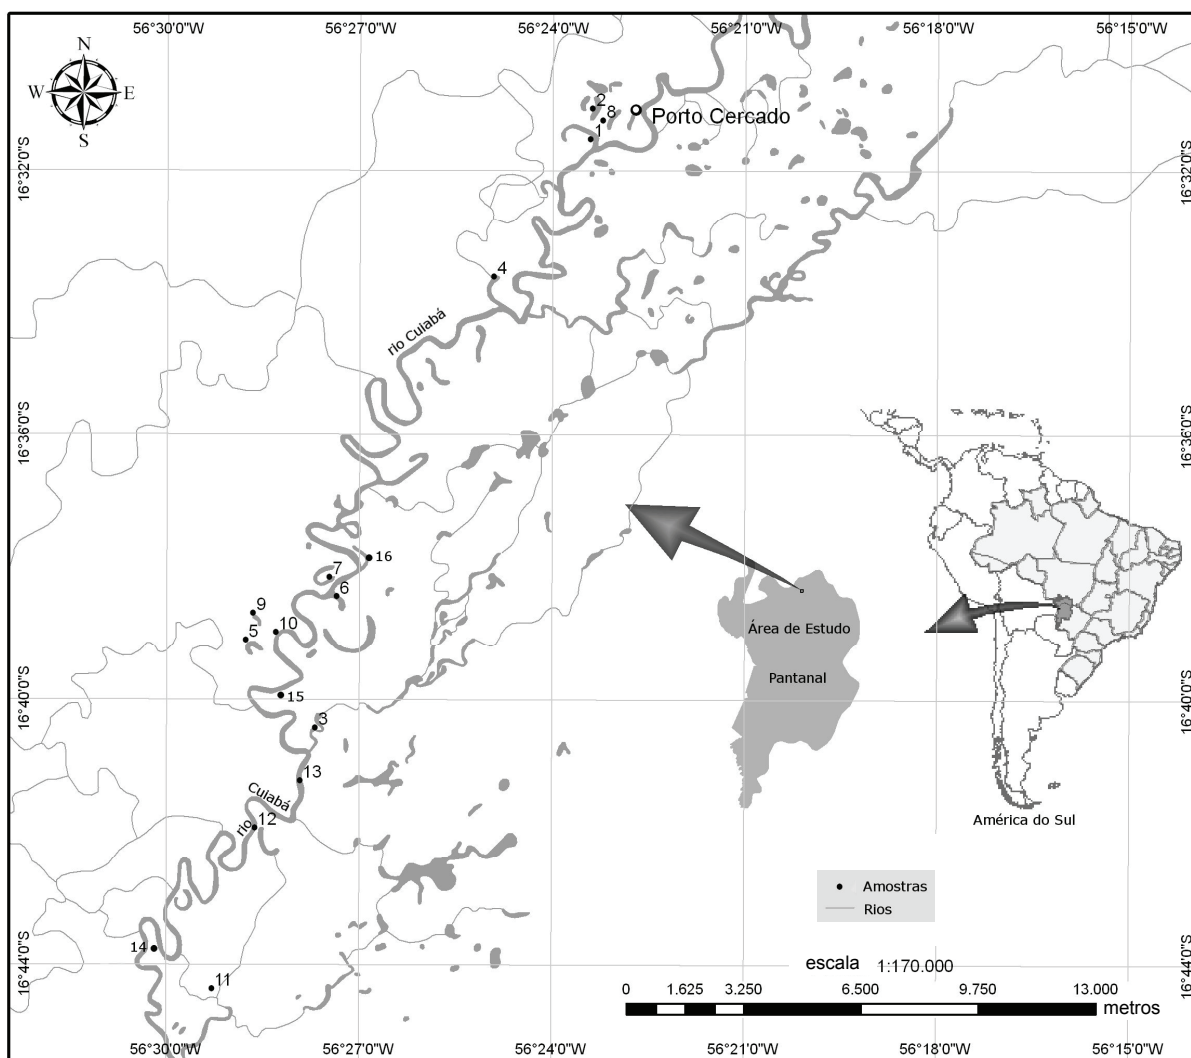 56°30'0"W 56°27'0"W 56°24'0"W 56°21'0"W 56°18'0"W 56°15'0"W
N
W E
S
2
8
1
Porto Cercado
16°32'0"S 16°32'0"S
4
rio Cuiabá
16°36'0"S 16°36'0"S
16
7
6
9
10
5
Área de Estudo
Pantanal
15
16°40'0"S 16°40'0"S
3
13
rio Cuiabá
12
América do Sul
Amostras
Rios
14
11
16°44'0"S 16°44'0"S
escala 1:170.000
0 1.625 3.250 6.500 9.750 13.000
metros
56°30'0"W 56°27'0"W 56°24'0"W 56°21'0"W 56°18'0"W 56°15'0"W